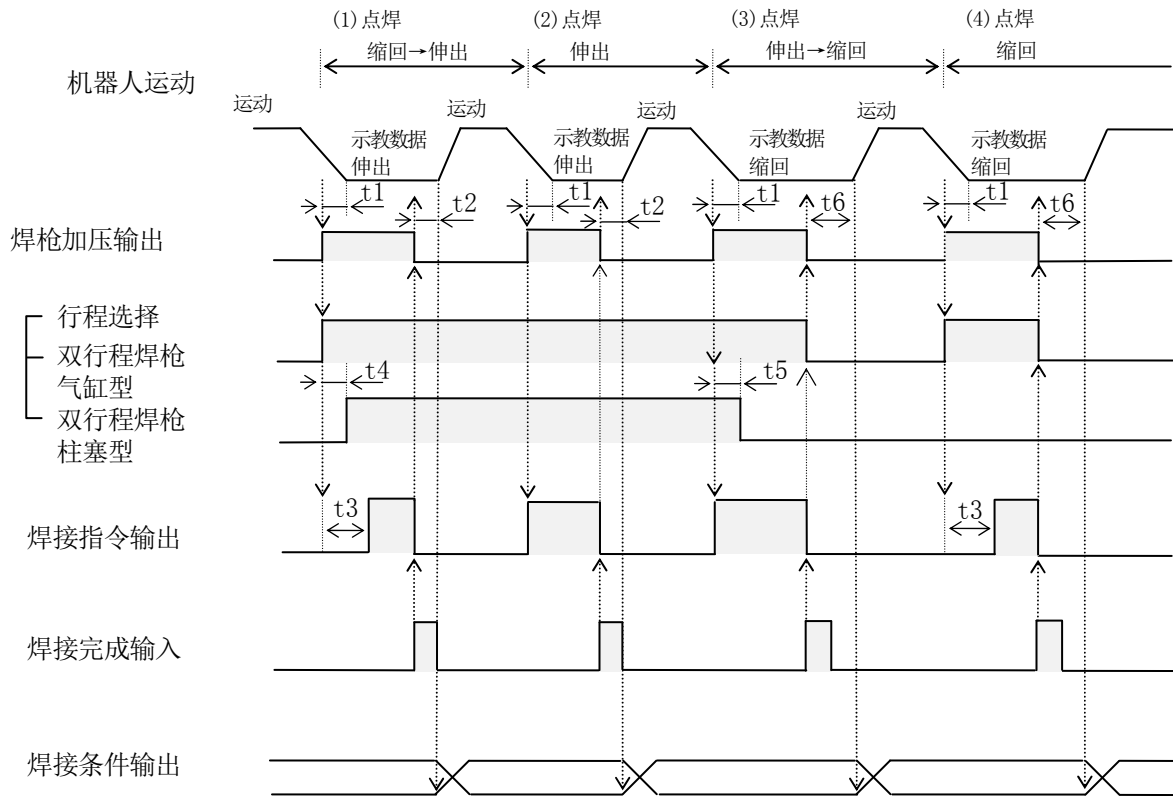 (1)点焊
(2)点焊
(3)点焊
(4)点焊
缩回→伸出
伸出
伸出→缩回
缩回
机器人运动
运动
运动
运动
运动
示教数据
伸出
示教数据
伸出
示教数据
缩回
示教数据
缩回
t1
t2
t1
t2
t1
t6
t1
t6
焊枪加压输出
行程选择
双行程焊枪
气缸型
t4
t5
双行程焊枪
柱塞型
t3
t3
焊接指令输出
焊接完成输入
焊接条件输出